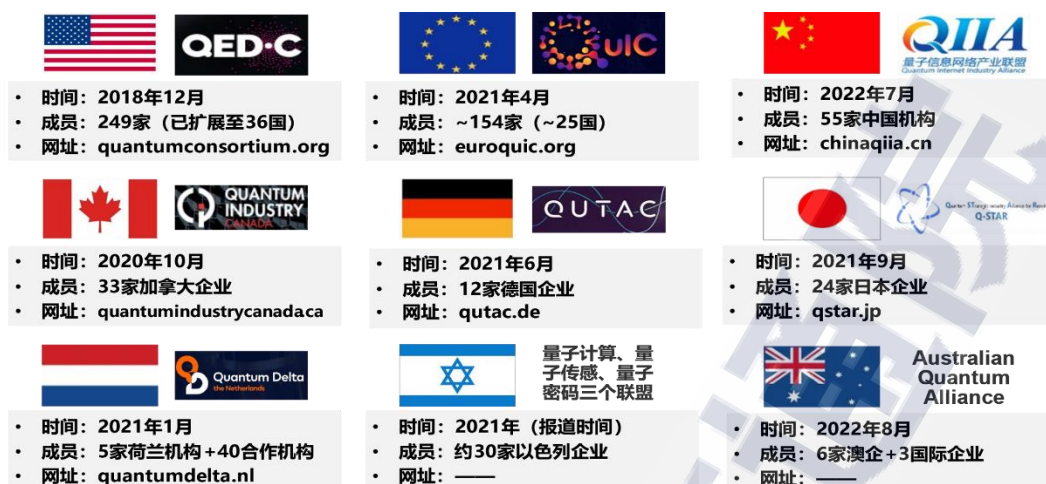 QED·C
• 时间：2018年12月
• 成员：249家（已扩展至36国）
• 网址：quantumconsortium.org
QuIC
• 时间：2021年4月
• 成员：~154家（~25国）
• 网址：euroquic.org
QIIA
量子信息网络产业联盟
Quantum Internet Industry Alliance
• 时间：2022年7月
• 成员：55家中国机构
• 网址：chinaqiia.cn
QUANTUM
INDUSTRY
CANADA
• 时间：2020年10月
• 成员：33家加拿大企业
• 网址：quantumindustrycanada.ca
QUTAC
• 时间：2021年6月
• 成员：12家德国企业
• 网址：qutac.de
Q-STAR
• 时间：2021年9月
• 成员：24家日本企业
• 网址：qstar.jp
Quantum Delta
the Netherlands
• 时间：2021年1月
• 成员：5家荷兰机构+40合作机构
• 网址：quantumdelta.nl
量子计算、量
子传感、量子
密码三个联盟
• 时间：2021年（报道时间）
• 成员：约30家以色列企业
• 网址：——
Australian
Quantum
Alliance
• 时间：2022年8月
• 成员：6家澳企+3国际企业
• 网址：——